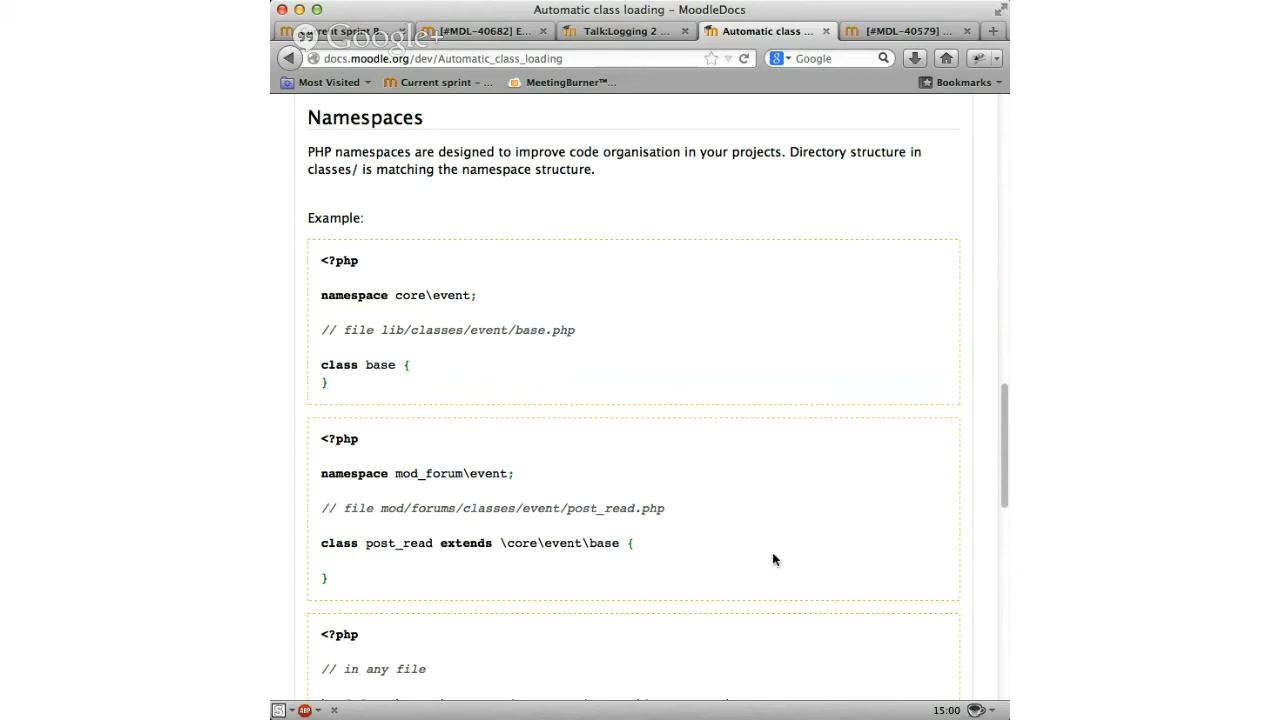 Automatic class loading - MoodleDocs
Google+
rrent sprint
[#MDL-40682] E...
Talk:Logging 2 ...
Automatic class ...
[#MDL-40579] ...
docs.moodle.org/dev/Automatic_class_loading
Google
Most Visited
Current sprint - ...
MeetingBurner™...
Bookmarks
Namespaces
PHP namespaces are designed to improve code organisation in your projects. Directory structure in
classes/ is matching the namespace structure.
Example:
<?php
namespace core\event;
// file lib/classes/event/base.php
class base {
}
<?php
namespace mod_forum\event;
// file mod/forums/classes/event/post_read.php
class post_read extends \core\event\base {
}
<?php
// in any file
ABP
15:00